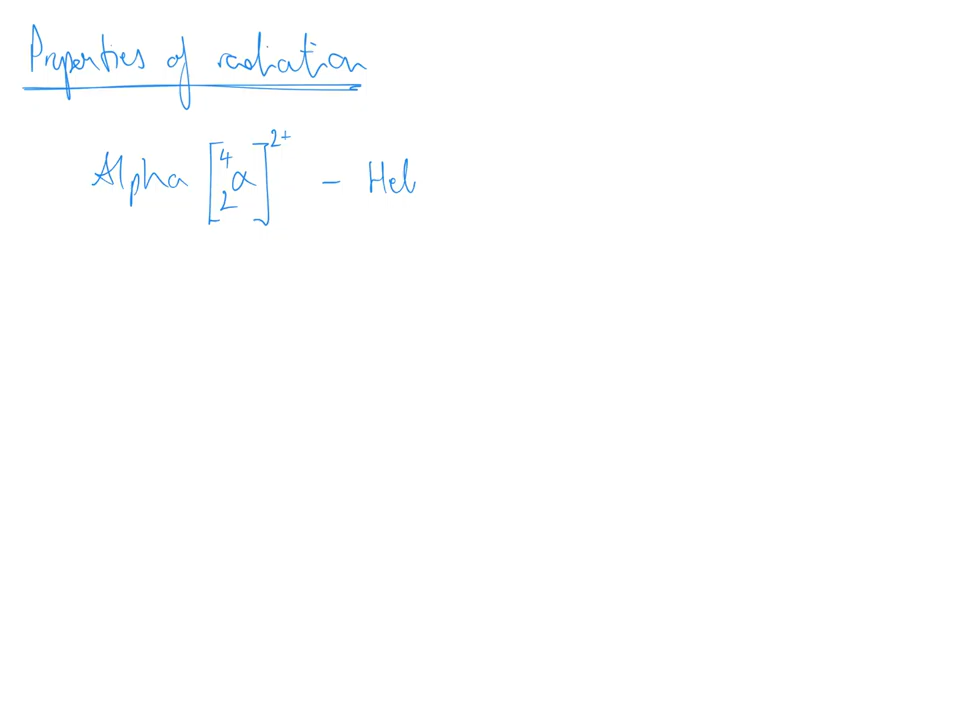 Properties of radiation
Alpha [⁴₂α]²⁺ – Hel